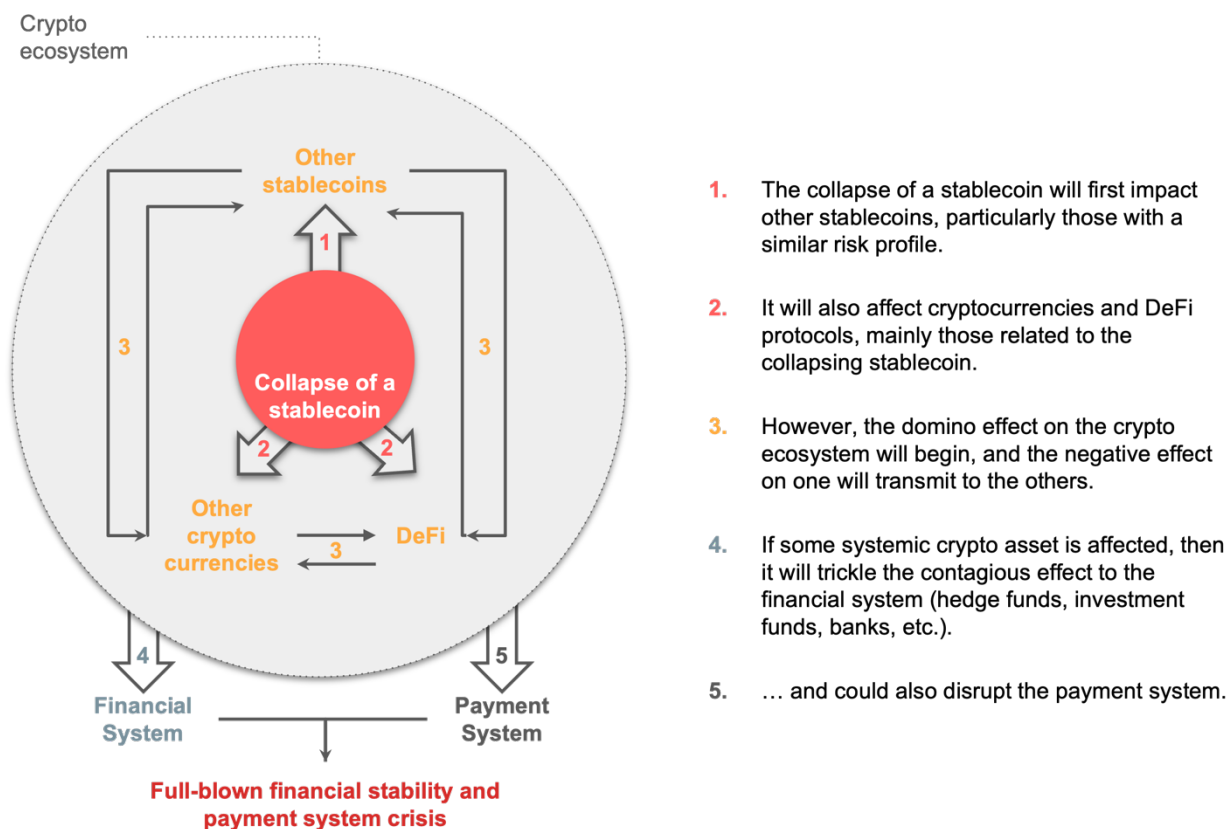 Crypto
ecosystem
Other
stablecoins
1
3
3
Collapse of a
stablecoin
2
2
Other
crypto
currencies
3
DeFi
4
5
Financial
System
Payment
System
Full-blown financial stability and
payment system crisis
1. The collapse of a stablecoin will first impact
other stablecoins, particularly those with a
similar risk profile.
2. It will also affect cryptocurrencies and DeFi
protocols, mainly those related to the
collapsing stablecoin.
3. However, the domino effect on the crypto
ecosystem will begin, and the negative effect
on one will transmit to the others.
4. If some systemic crypto asset is affected, then
it will trickle the contagious effect to the
financial system (hedge funds, investment
funds, banks, etc.).
5. … and could also disrupt the payment system.